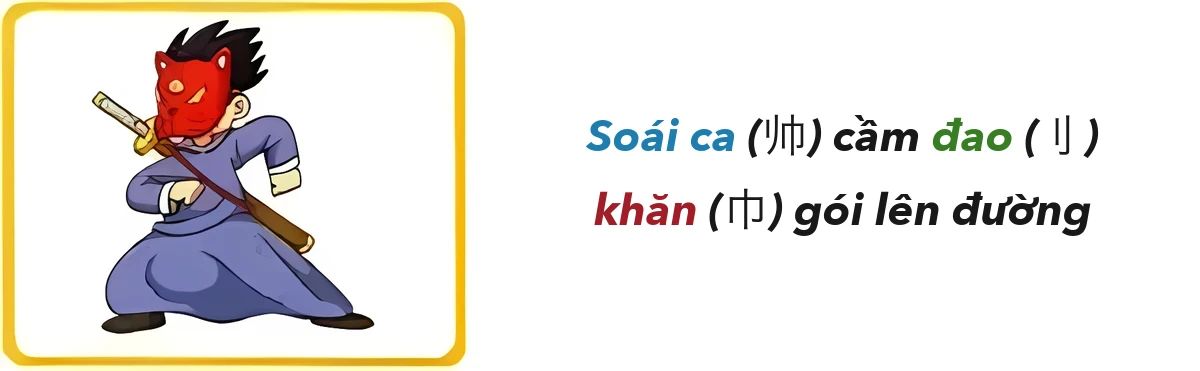 Soái ca (帅) cầm đao (刂)
khăn (巾) gói lên đường